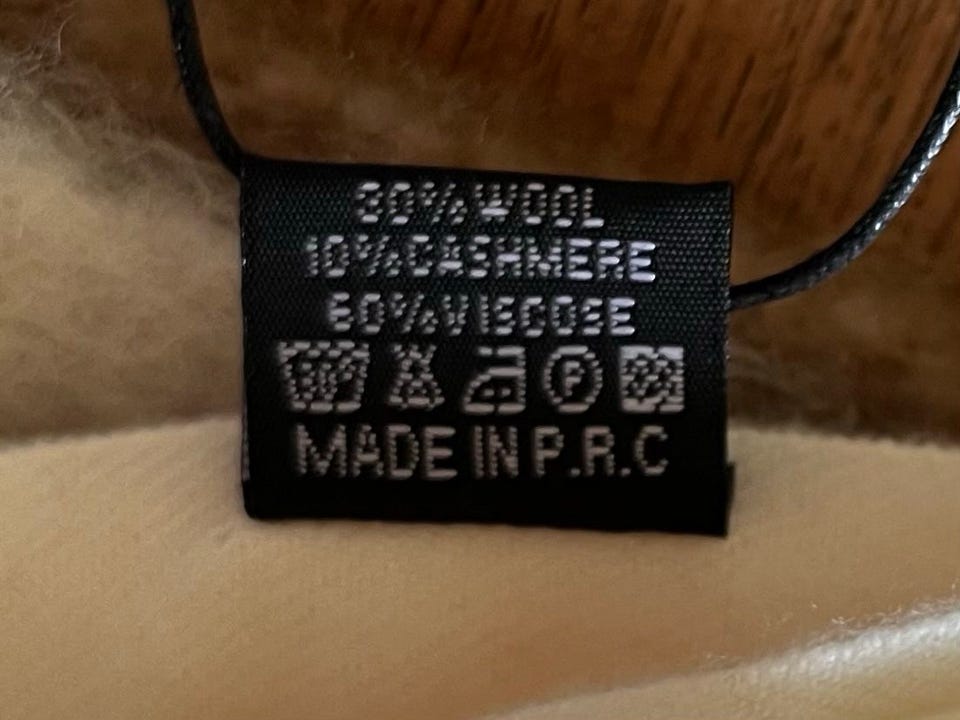 30% WOOL
10% CASHMERE
60% VISCOSE
P
MADE IN P.R.C